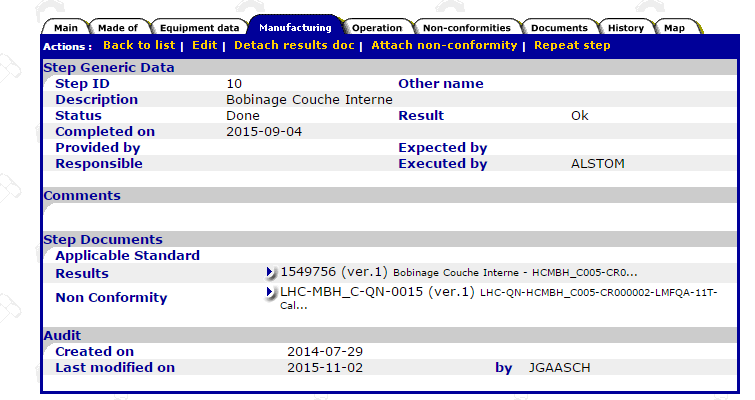 Main Made of Equipment data Manufacturing Operation Non-conformities Documents History Map
Actions : Back to list | Edit | Detach results doc | Attach non-conformity | Repeat step
Step Generic Data
Step ID 10 Other name
Description Bobinage Couche Interne
Status Done Result Ok
Completed on 2015-09-04
Provided by Expected by
Responsible Executed by ALSTOM
Comments
Step Documents
Applicable Standard
Results 1549756 (ver.1) Bobinage Couche Interne - HCMBH_C005-CR0...
Non Conformity LHC-MBH_C-QN-0015 (ver.1) LHC-QN-HCMBH_C005-CR000002-LMFQA-11T-
Cal...
Audit
Created on 2014-07-29
Last modified on 2015-11-02 by JGAASCH